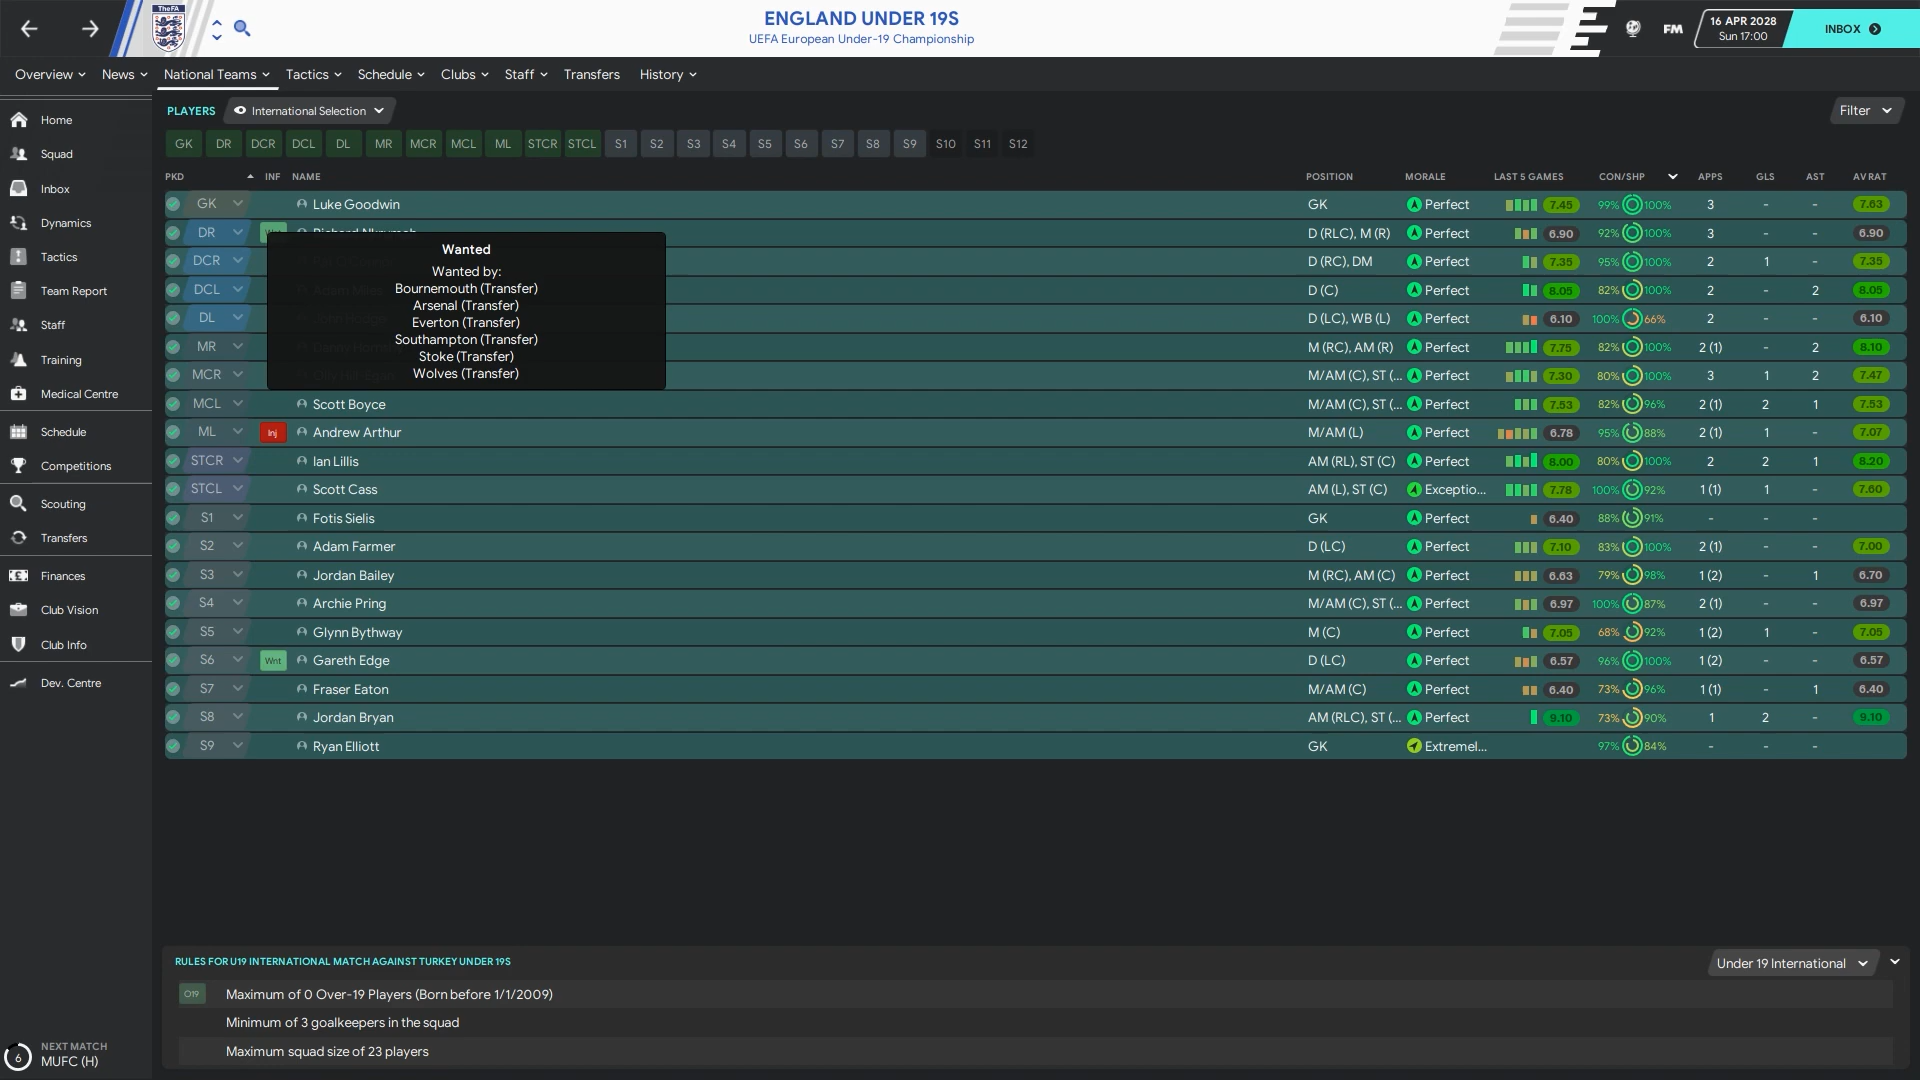 TheFA
ENGLAND UNDER 19S
UEFA European Under-19 Championship
FM
16 APR 2028
Sun 17:00
INBOX
Overview News National Teams Tactics Schedule Clubs Staff Transfers History
Home
Squad
Inbox
Dynamics
Tactics
Team Report
Staff
Training
Medical Centre
Schedule
Competitions
Scouting
Transfers
Finances
Club Vision
Club Info
Dev. Centre
6 NEXT MATCH
MUFC (H)
PLAYERS International Selection Filter
GK DR DCR DCL DL MR MCR MCL ML STCR STCL S1 S2 S3 S4 S5 S6 S7 S8 S9 S10 S11 S12
PKD INF NAME POSITION MORALE LAST 5 GAMES CON/SHP APPS GLS AST AV RAT
GK Luke Goodwin GK Perfect 7.45 99% 100% 3 - - 7.63
DR D (RLC), M (R) Perfect 6.90 92% 100% 3 - - 6.90
DCR D (RC), DM Perfect 7.35 95% 100% 2 1 - 7.35
DCL D (C) Perfect 8.05 82% 100% 2 - 2 8.05
DL D (LC), WB (L) Perfect 6.10 100% 66% 2 - - 6.10
MR M (RC), AM (R) Perfect 7.75 82% 100% 2 (1) - 2 8.10
MCR M/AM (C), ST (... Perfect 7.30 80% 100% 3 1 2 7.47
MCL Scott Boyce M/AM (C), ST (... Perfect 7.53 82% 96% 2 (1) 2 1 7.53
ML Inj Andrew Arthur M/AM (L) Perfect 6.78 95% 88% 2 (1) 1 - 7.07
STCR Ian Lillis AM (RL), ST (C) Perfect 8.00 80% 100% 2 2 1 8.20
STCL Scott Cass AM (L), ST (C) Exceptio... 7.78 100% 92% 1 (1) 1 - 7.60
S1 Fotis Sielis GK Perfect 6.40 88% 91% - - -
S2 Adam Farmer D (LC) Perfect 7.10 83% 100% 2 (1) - - 7.00
S3 Jordan Bailey M (RC), AM (C) Perfect 6.63 79% 98% 1 (2) - 1 6.70
S4 Archie Pring M/AM (C), ST (... Perfect 6.97 100% 87% 2 (1) - - 6.97
S5 Glynn Bythway M (C) Perfect 7.05 68% 92% 1 (2) 1 - 7.05
S6 Wnt Gareth Edge D (LC) Perfect 6.57 96% 100% 1 (2) - - 6.57
S7 Fraser Eaton M/AM (C) Perfect 6.40 73% 96% 1 (1) - 1 6.40
S8 Jordan Bryan AM (RLC), ST (... Perfect 9.10 73% 90% 1 2 - 9.10
S9 Ryan Elliott GK Extremel... 97% 84% - - -
Wanted
Wanted by:
Bournemouth (Transfer)
Arsenal (Transfer)
Everton (Transfer)
Southampton (Transfer)
Stoke (Transfer)
Wolves (Transfer)
RULES FOR U19 INTERNATIONAL MATCH AGAINST TURKEY UNDER 19S Under 19 International
O19 Maximum of 0 Over-19 Players (Born before 1/1/2009)
Minimum of 3 goalkeepers in the squad
Maximum squad size of 23 players